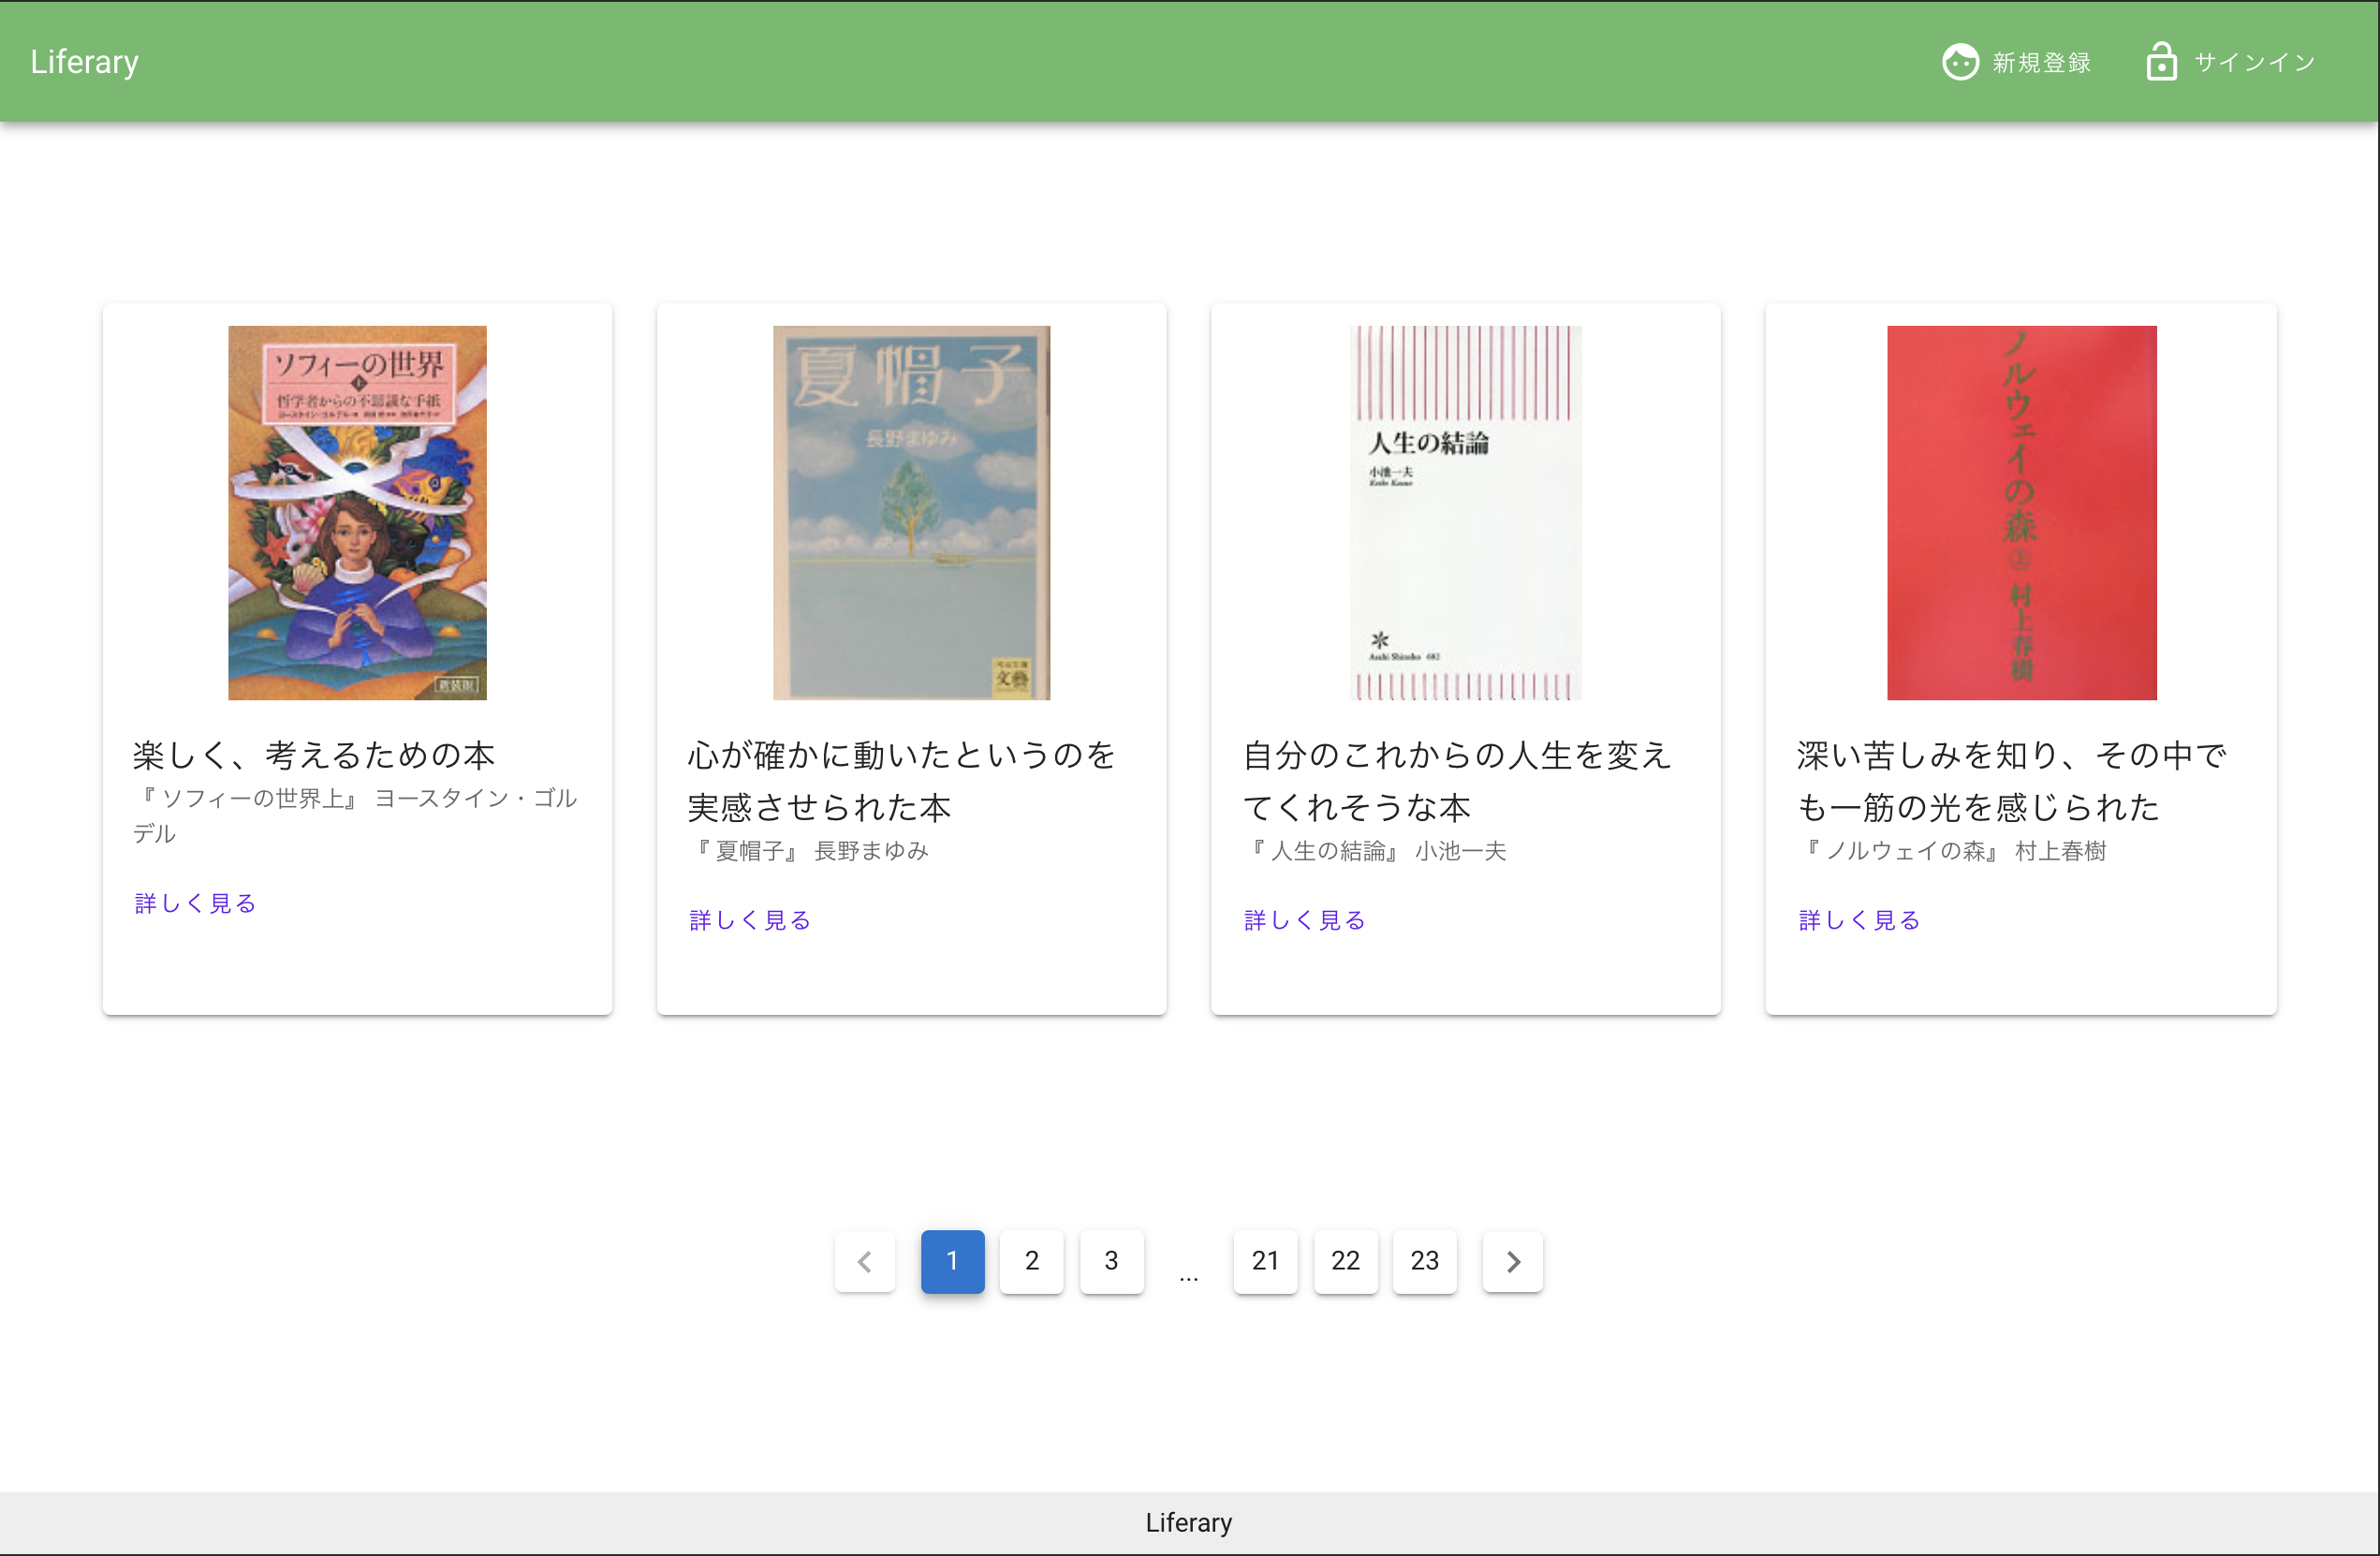 Liferary
新規登録
サインイン
ソフィーの世界
上
哲学者からの不思議な手紙
新装版
夏帽子
長野まゆみ
文藝
人生の結論
小池一夫
Koike Kazuo
Asahi Shinsho 682
ノルウェイの森 上 村上春樹
楽しく、考えるための本
『 ソフィーの世界上』 ヨースタイン・ゴル
デル
詳しく見る
心が確かに動いたというのを
実感させられた本
『 夏帽子』 長野まゆみ
詳しく見る
自分のこれからの人生を変え
てくれそうな本
『 人生の結論』 小池一夫
詳しく見る
深い苦しみを知り、その中で
も一筋の光を感じられた
『 ノルウェイの森』 村上春樹
詳しく見る
1 2 3 ... 21 22 23
Liferary